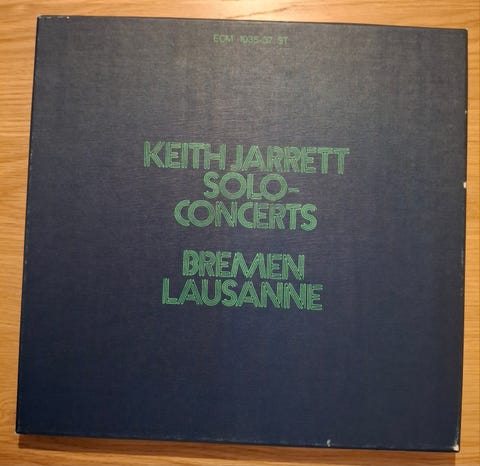 ECM 1035-37 ST
KEITH JARRETT
SOLO-
CONCERTS
BREMEN
LAUSANNE